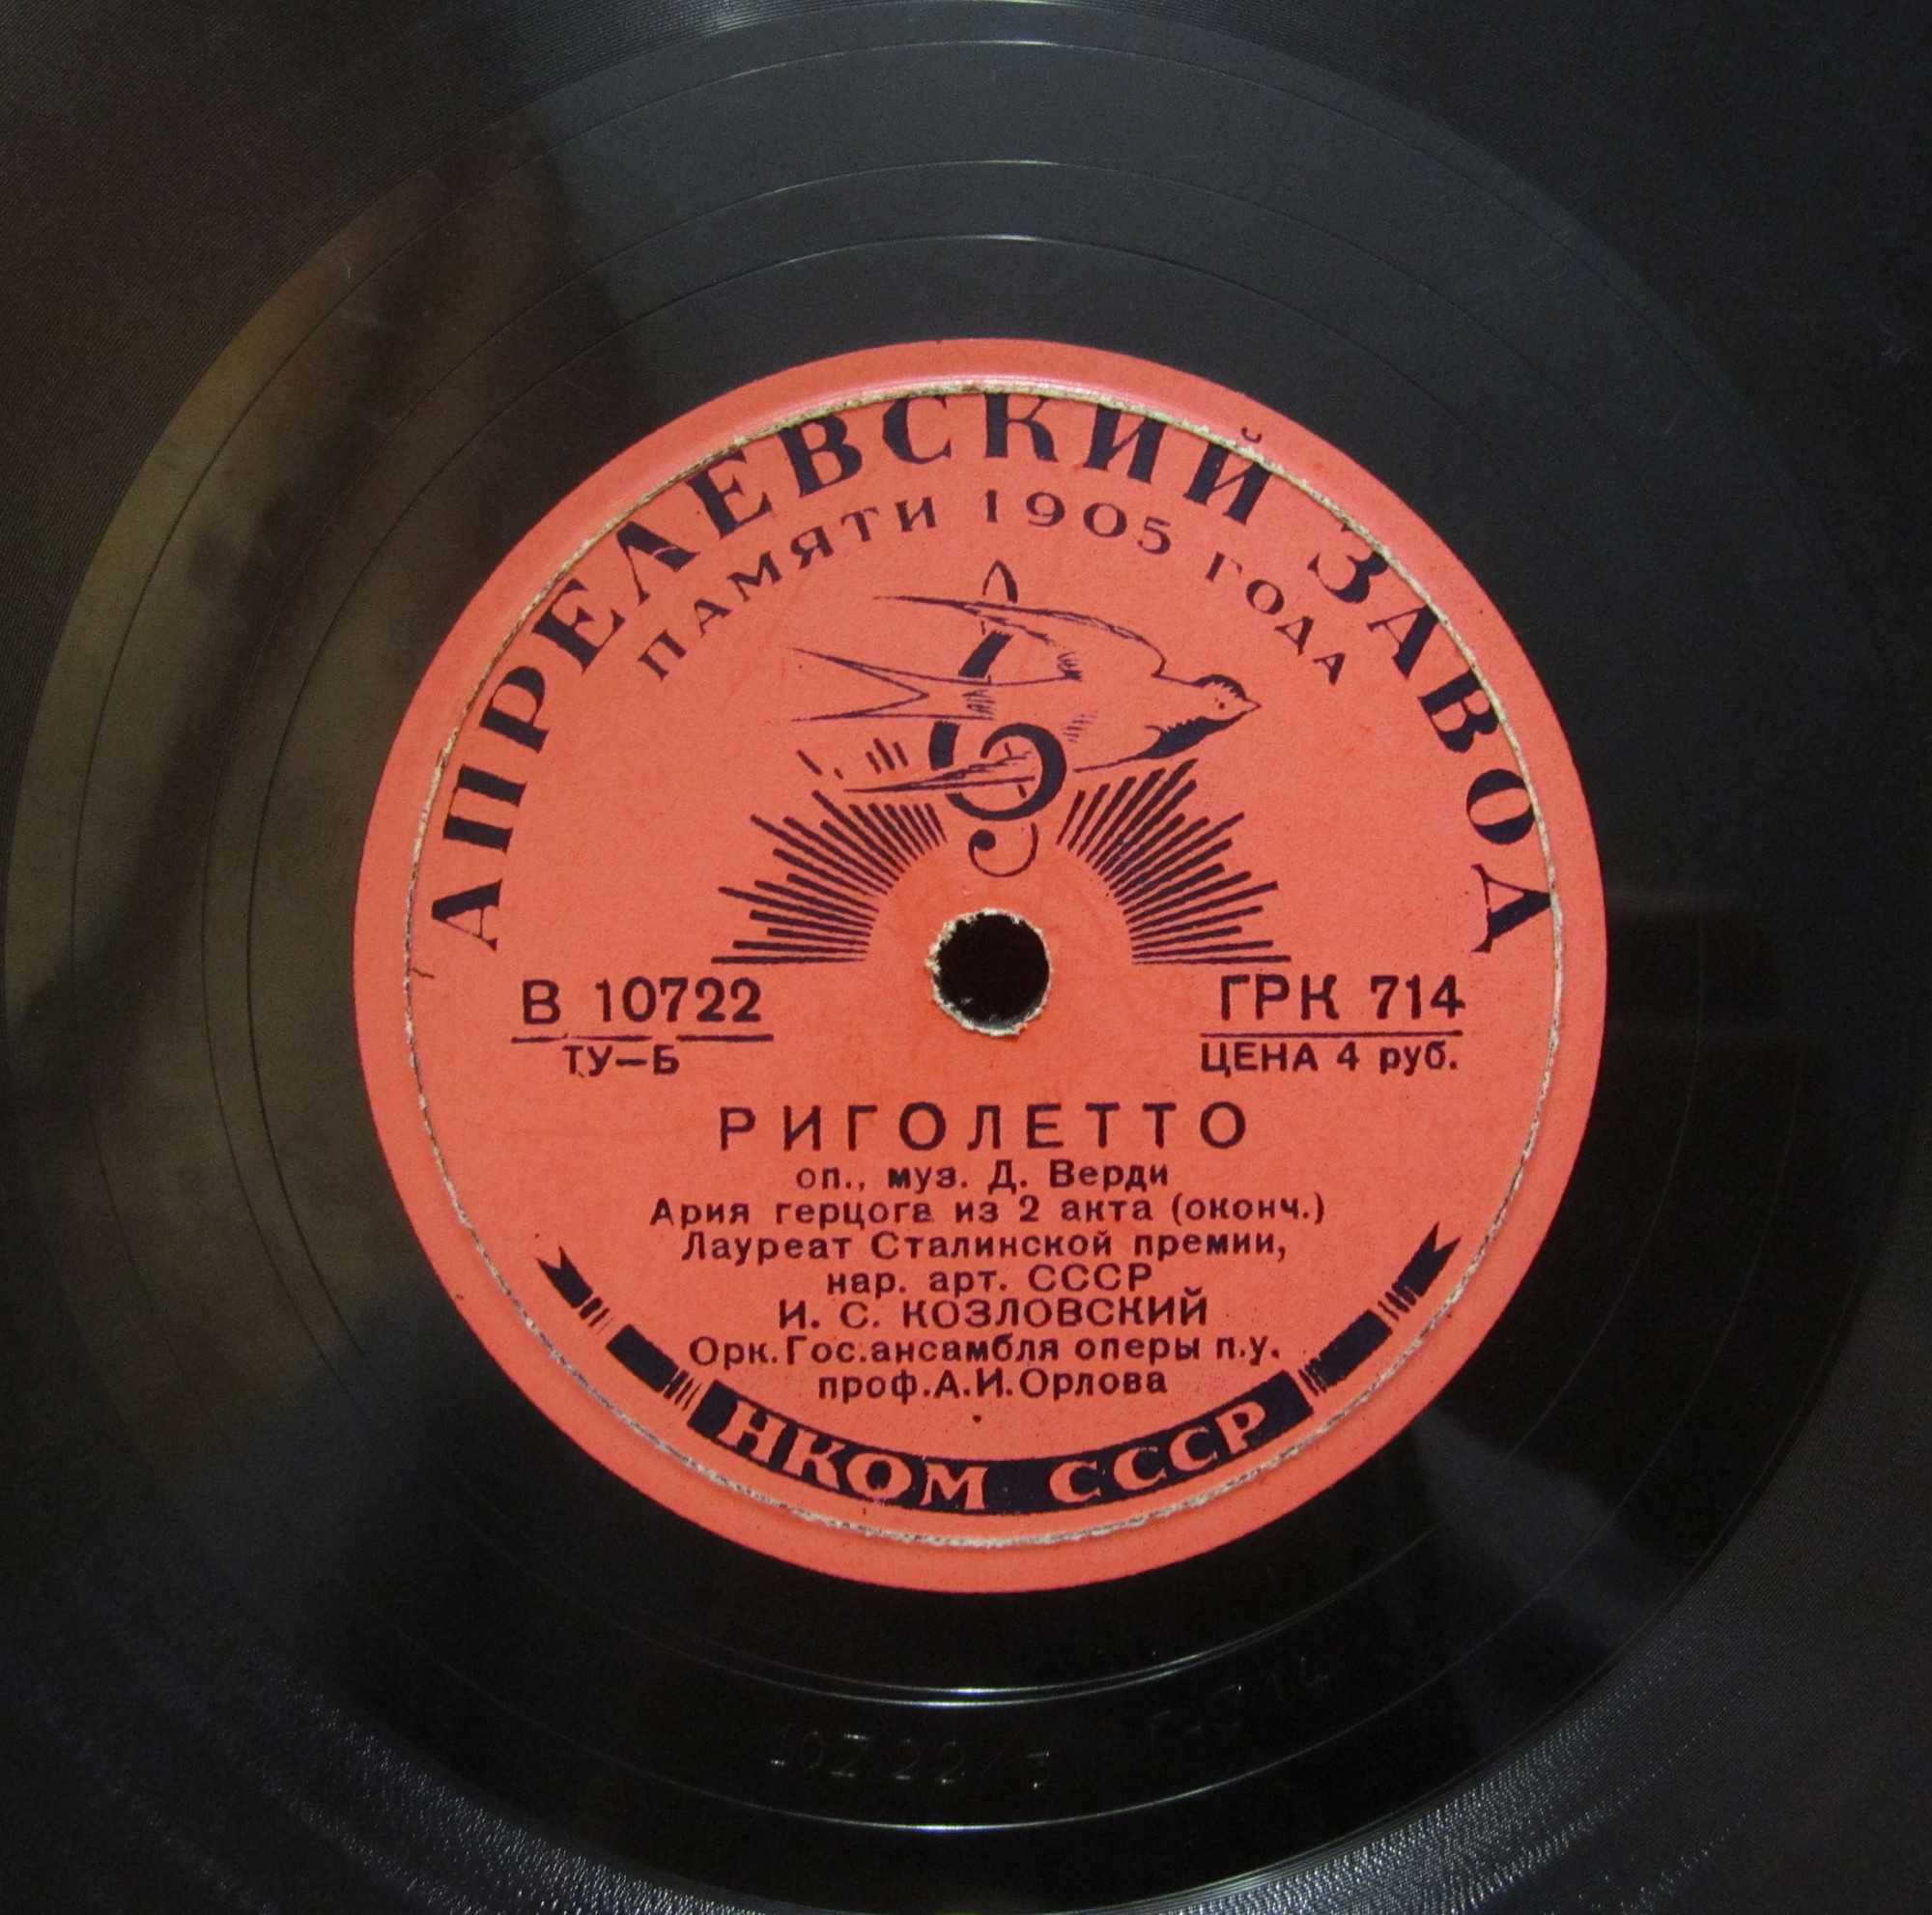 АПРЕЛЕВСКИЙ ЗАВОД
ПАМЯТИ 1905 ГОДА
В 10722
ТУ—Б
ГРК 714
ЦЕНА 4 руб.
РИГОЛЕТТО
оп., муз. Д. Верди
Ария герцога из 2 акта (оконч.)
Лауреат Сталинской премии,
нар. арт. СССР
И. С. КОЗЛОВСКИЙ
Орк.Гос.ансамбля оперы п.у.
проф.А.И.Орлова
НКОМ СССР